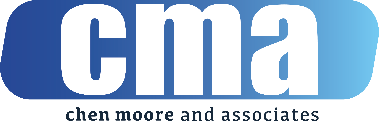 cma
chen moore and associates